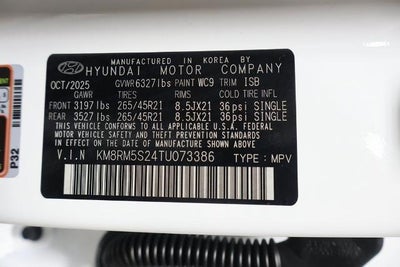 MANUFACTURED IN KOREA BY
HYUNDAI MOTOR COMPANY
OCT/2025 GVWR 6327lbs PAINT WC9 TRIM ISB
GAWR TIRES RIMS COLD TIRE INFL
FRONT 3197lbs 265/45R21 8.5JX21 36psi SINGLE
REAR 3527lbs 265/45R21 8.5JX21 36psi SINGLE
THIS VEHICLE CONFORMS TO ALL APPLICABLE
U.S.A. FEDERAL MOTOR VEHICLE SAFETY STANDARDS
IN EFFECT ON THE DATE OF MANUFACTURE SHOWN ABOVE.
V.I.N KM8RM5S24TU073386 TYPE : MPV
P32